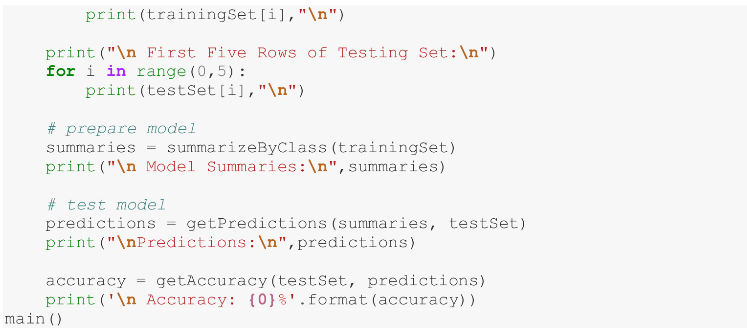 print(trainingSet[i],"\n")

    print("\n First Five Rows of Testing Set:\n")
    for i in range(0,5):
        print(testSet[i],"\n")

    # prepare model
    summaries = summarizeByClass(trainingSet)
    print("\n Model Summaries:\n",summaries)

    # test model
    predictions = getPredictions(summaries, testSet)
    print("\nPredictions:\n",predictions)

    accuracy = getAccuracy(testSet, predictions)
    print('\n Accuracy: {0}%'.format(accuracy))
main()